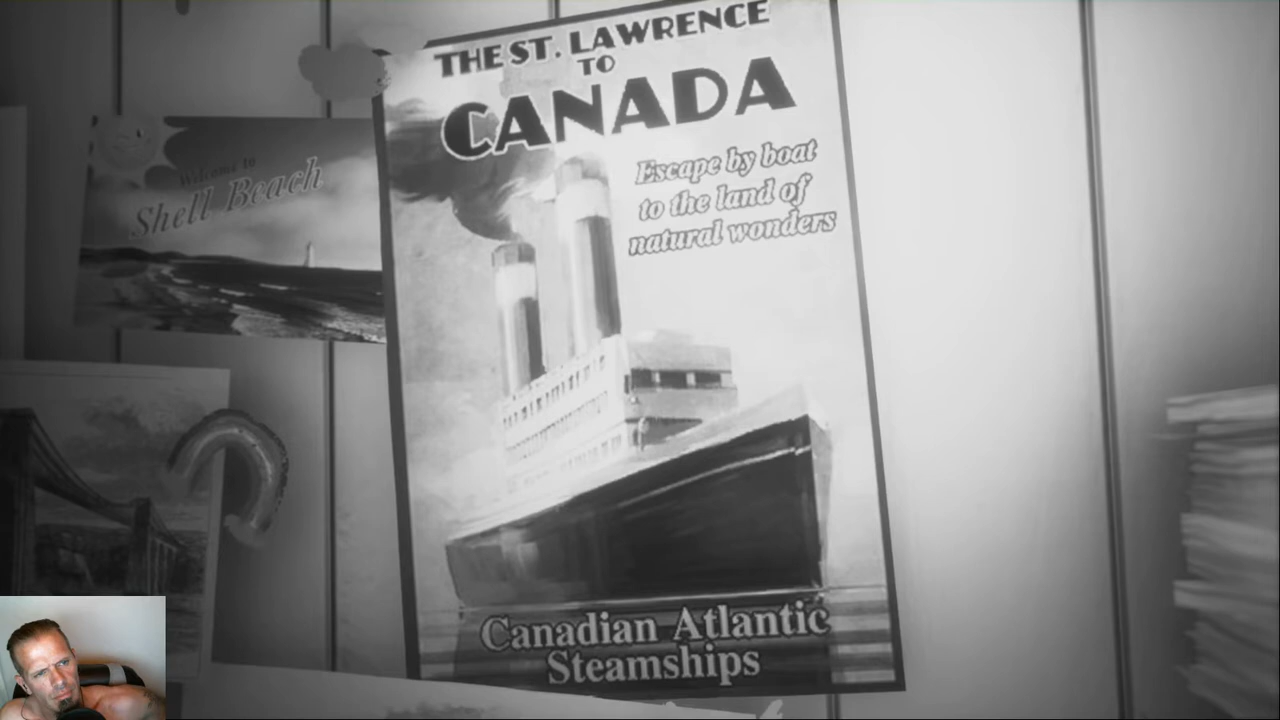 THE ST. LAWRENCE
TO
CANADA
Escape by boat
to the land of
natural wonders
Welcome to
Shell Beach
Canadian Atlantic
Steamships